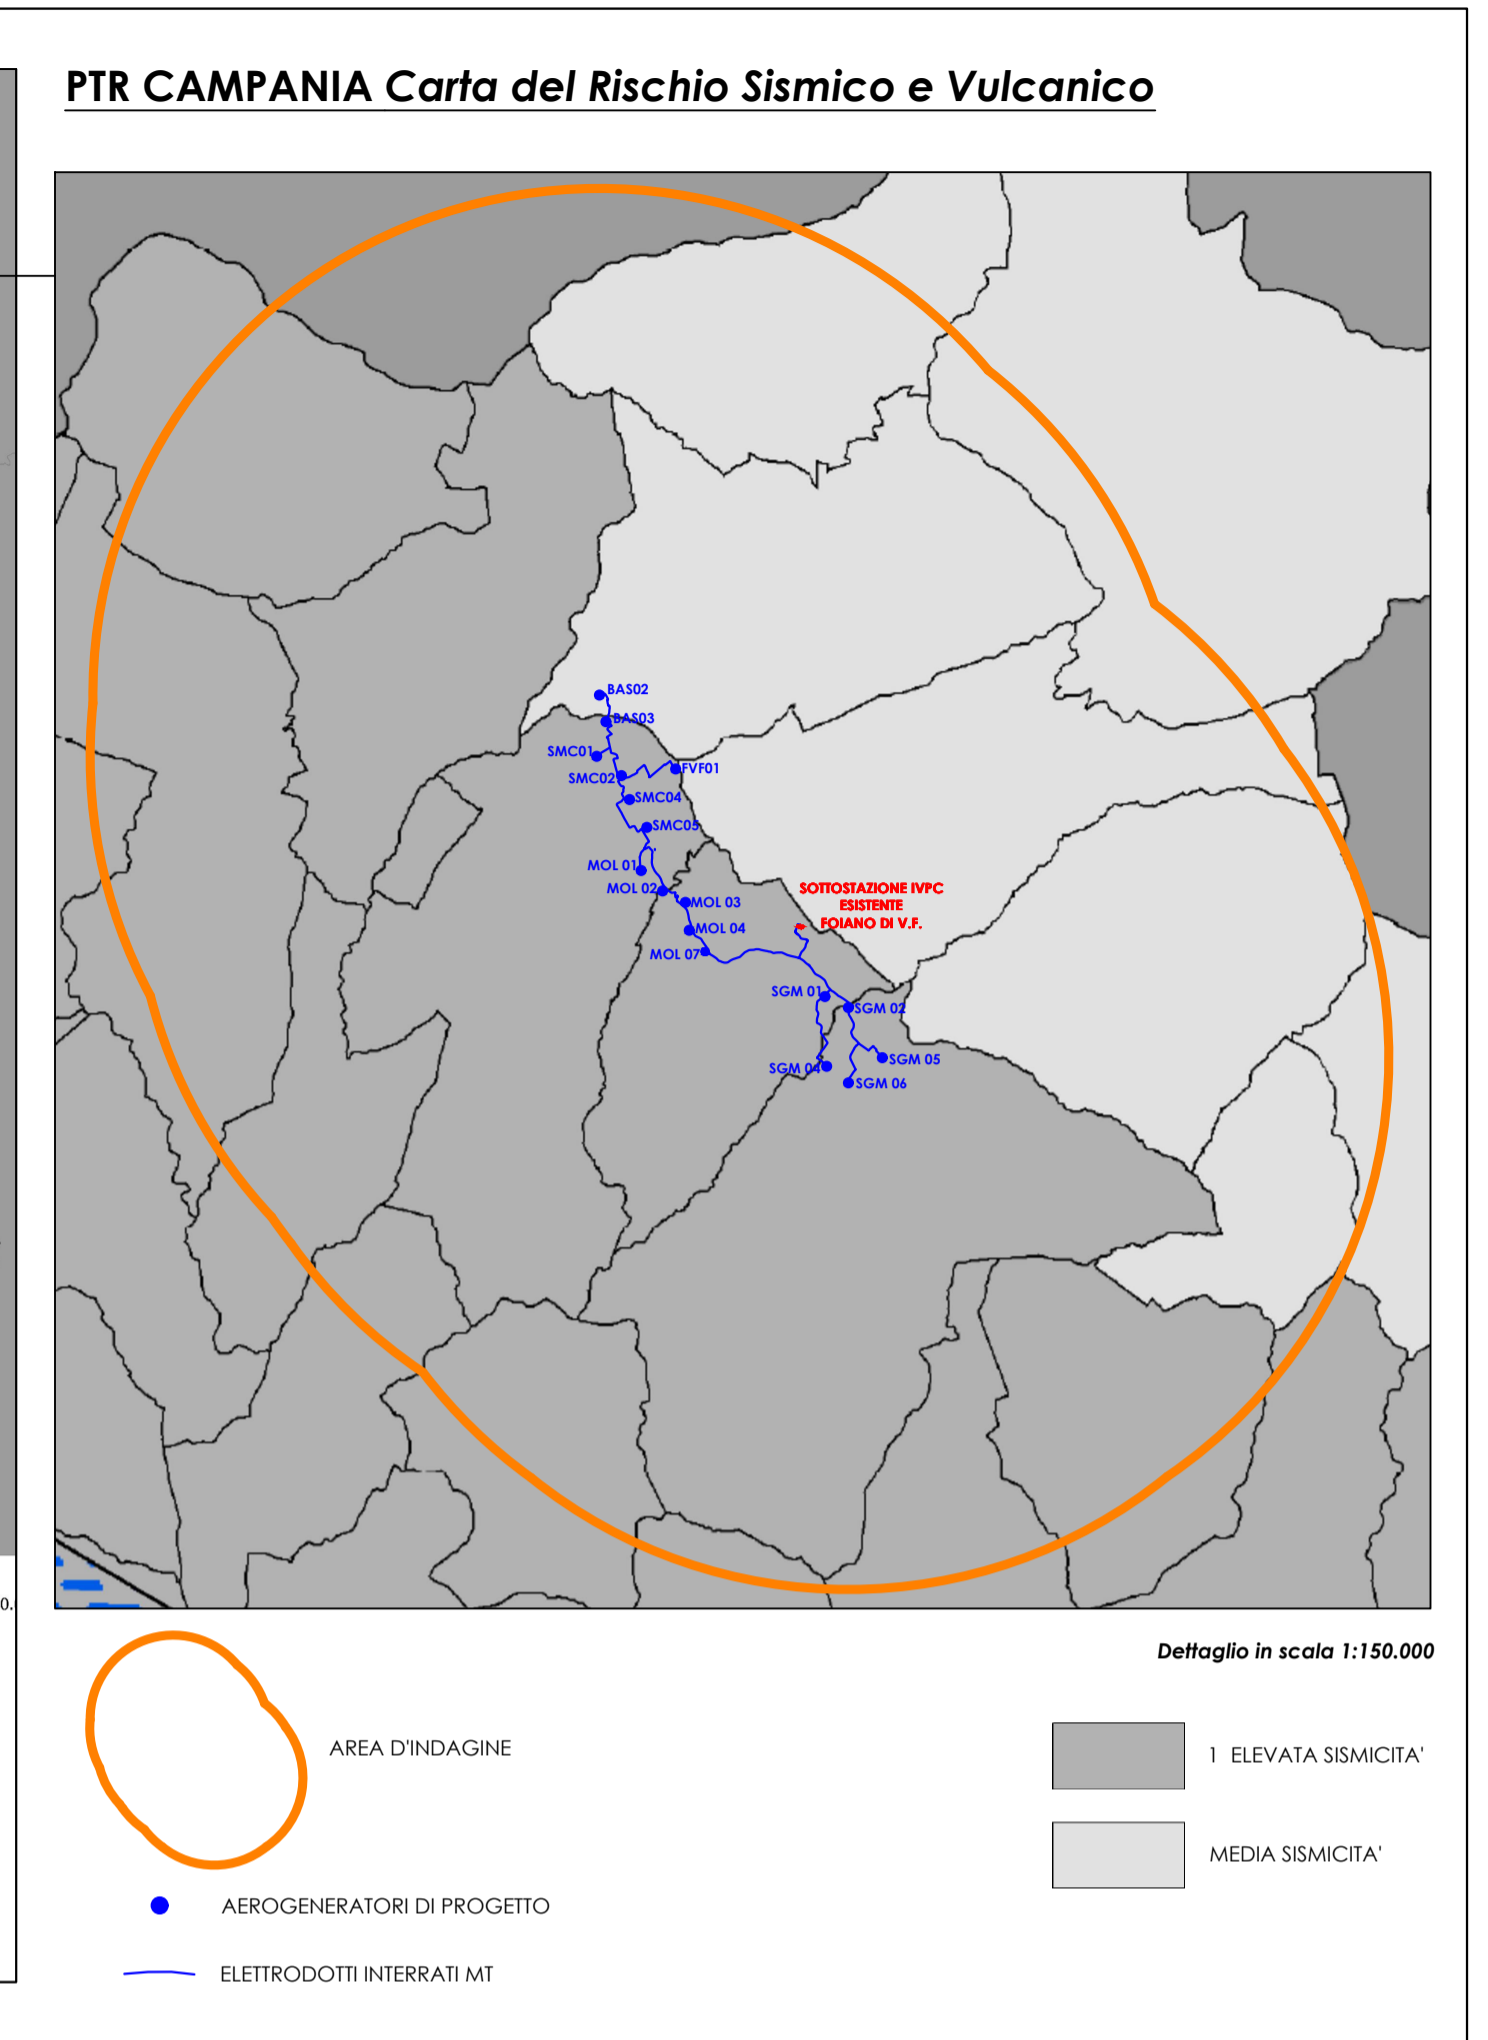 PTR CAMPANIA Carta del Rischio Sismico e Vulcanico
BAS02
BAS03
SMC01
FVF01
SMC02
SMC04
SMC05
MOL 01
MOL 02
SOTTOSTAZIONE IVPC
ESISTENTE
FOIANO DI V.F.
MOL 03
MOL 04
MOL 07
SGM 01
SGM 02
SGM 05
SGM 04
SGM 06
Dettaglio in scala 1:150.000
AREA D'INDAGINE
1 ELEVATA SISMICITA'
MEDIA SISMICITA'
AEROGENERATORI DI PROGETTO
ELETTRODOTTI INTERRATI MT